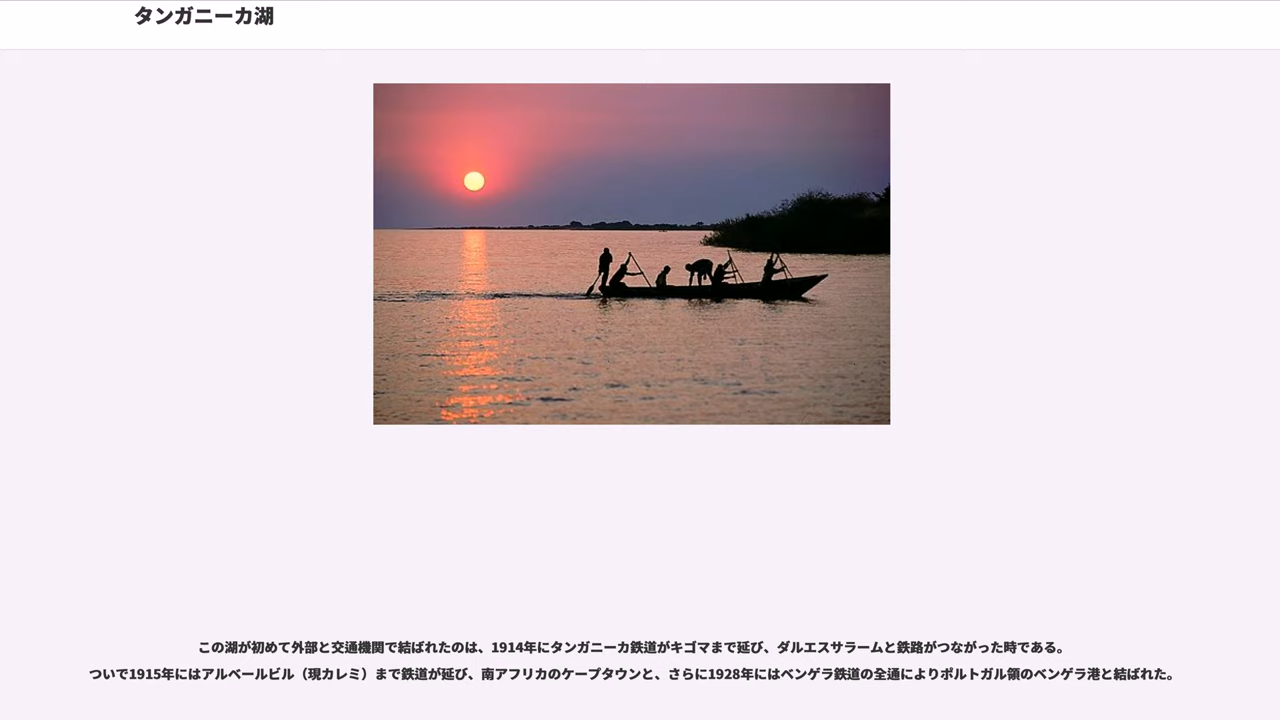 タンガニーカ湖
この湖が初めて外部と交通機関で結ばれたのは、1914年にタンガニーカ鉄道がキゴマまで延び、ダルエスサラームと鉄路がつながった時である。
ついで1915年にはアルベールビル（現カレミ）まで鉄道が延び、南アフリカのケープタウンと、さらに1928年にはベンゲラ鉄道の全通によりポルトガル領のベンゲラ港と結ばれた。